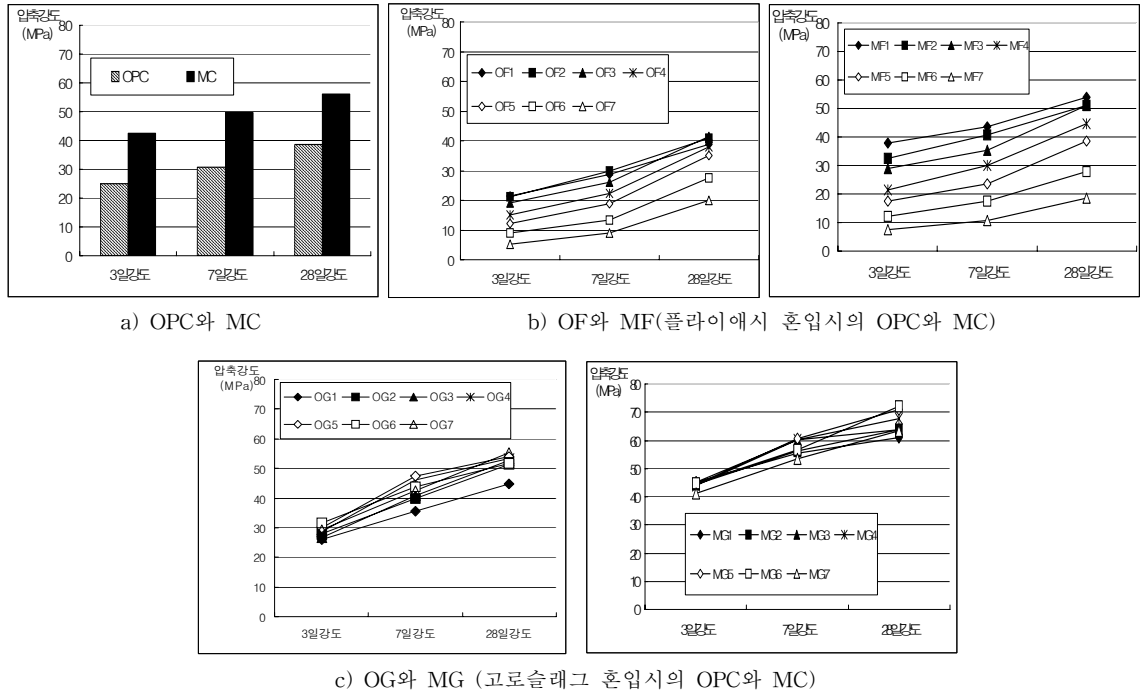 압축강도
(MPa)
80
70
60
50
40
30
20
10
0
OPC MC
3일강도 7일강도 28일강도
a) OPC와 MC
압축강도
(MPa)
80
70
60
50
40
30
20
10
0
OF1 OF2 OF3 OF4
OF5 OF6 OF7
3일강도 7일강도 28일강도
압축강도
(MPa)
80
70
60
50
40
30
20
10
0
MF1 MF2 MF3 MF4
MF5 MF6 MF7
3일강도 7일강도 28일강도
b) OF와 MF(플라이애시 혼입시의 OPC와 MC)
압축강도
(MPa)
80
70
60
50
40
30
20
10
0
OG1 OG2 OG3 OG4
OG5 OG6 OG7
3일강도 7일강도 28일강도
압축강도
(MPa)
80
70
60
50
40
30
20
10
0
MG1 MG2 MG3 MG4
MG5 MG6 MG7
3일강도 7일강도 28일강도
c) OG와 MG (고로슬래그 혼입시의 OPC와 MC)